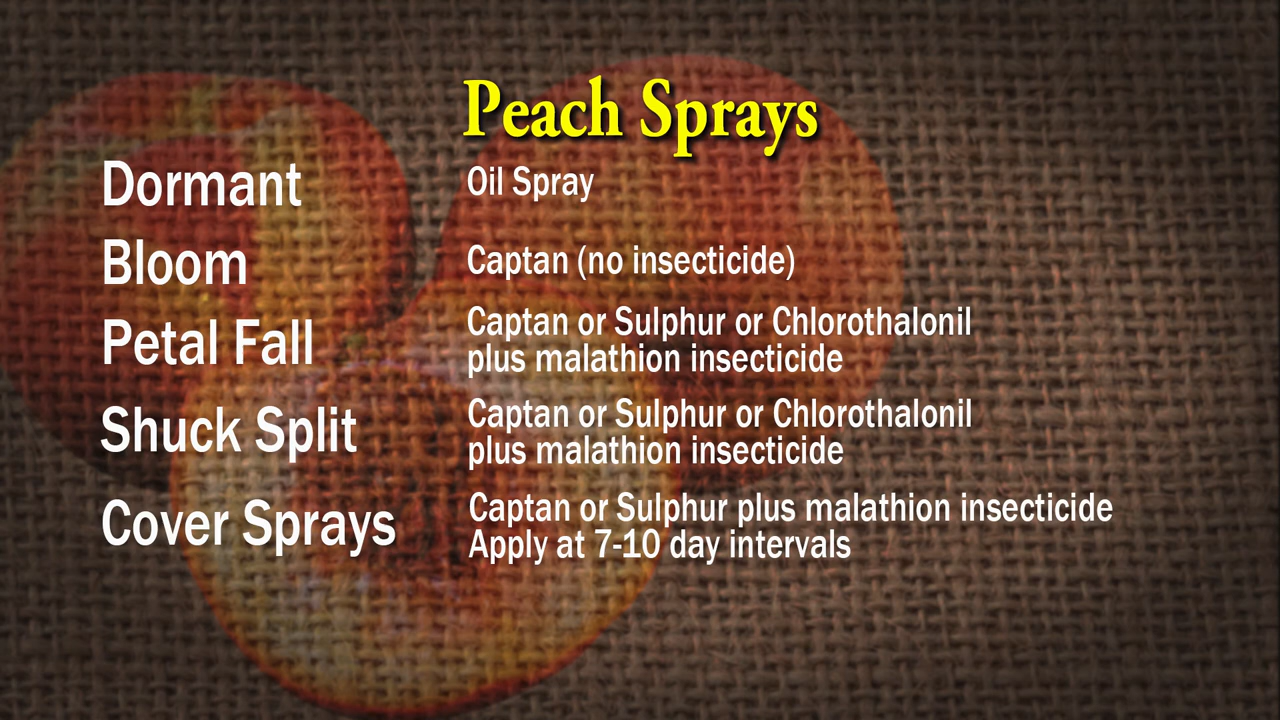 Peach Sprays
Dormant
Oil Spray
Bloom
Captan (no insecticide)
Petal Fall
Captan or Sulphur or Chlorothalonil
plus malathion insecticide
Shuck Split
Captan or Sulphur or Chlorothalonil
plus malathion insecticide
Cover Sprays
Captan or Sulphur plus malathion insecticide
Apply at 7-10 day intervals